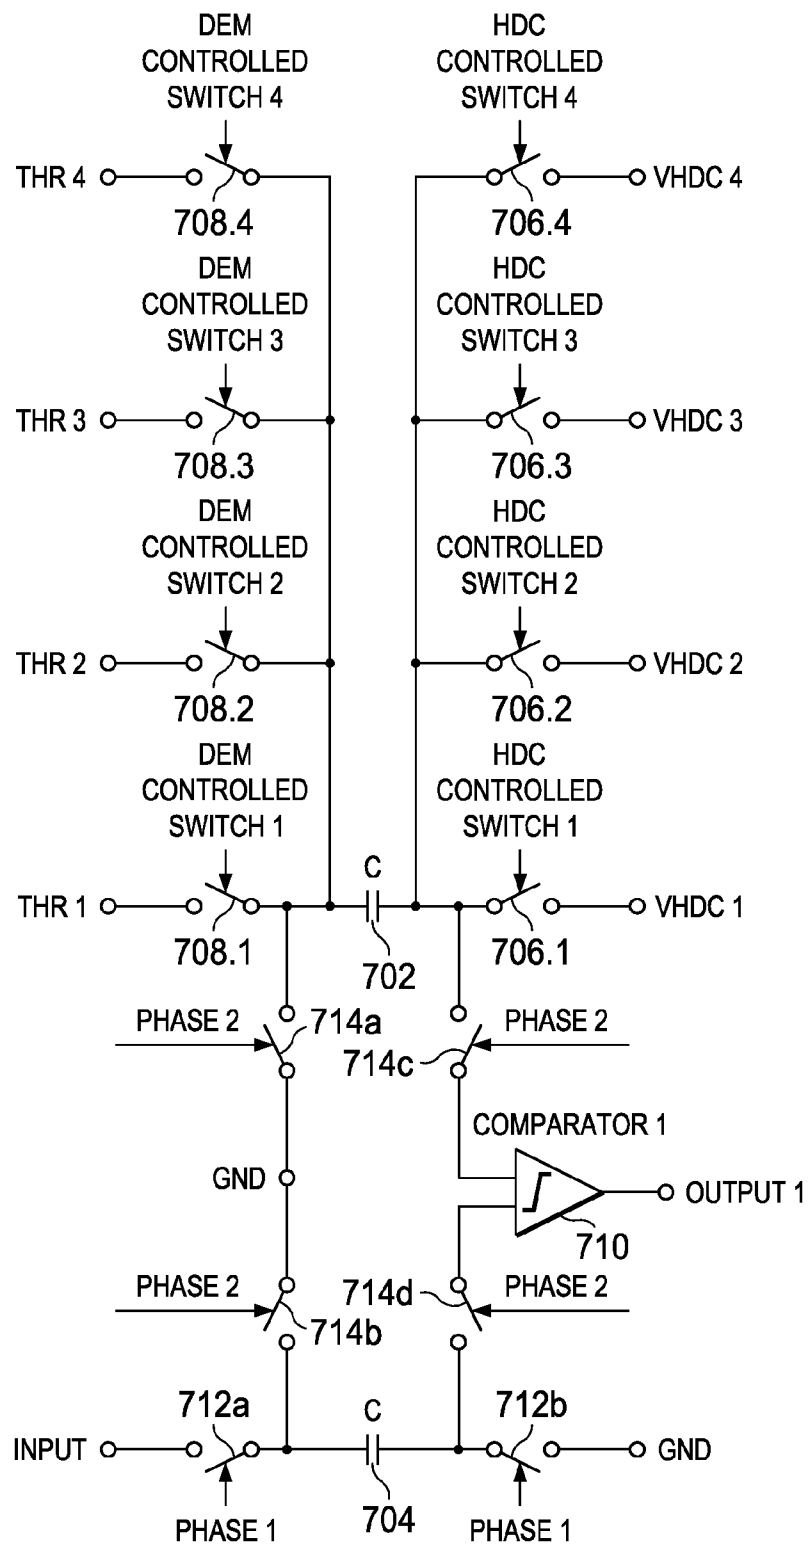 DEM
CONTROLLED
SWITCH 4
HDC
CONTROLLED
SWITCH 4
THR 4
708.4
706.4
VHDC 4
DEM
CONTROLLED
SWITCH 3
HDC
CONTROLLED
SWITCH 3
THR 3
708.3
706.3
VHDC 3
DEM
CONTROLLED
SWITCH 2
HDC
CONTROLLED
SWITCH 2
THR 2
708.2
706.2
VHDC 2
DEM
CONTROLLED
SWITCH 1
HDC
CONTROLLED
SWITCH 1
C
THR 1
708.1
702
706.1
VHDC 1
PHASE 2
714a
714c
PHASE 2
COMPARATOR 1
GND
OUTPUT 1
710
PHASE 2
714b
714d
PHASE 2
712a
C
712b
INPUT
GND
704
PHASE 1
PHASE 1